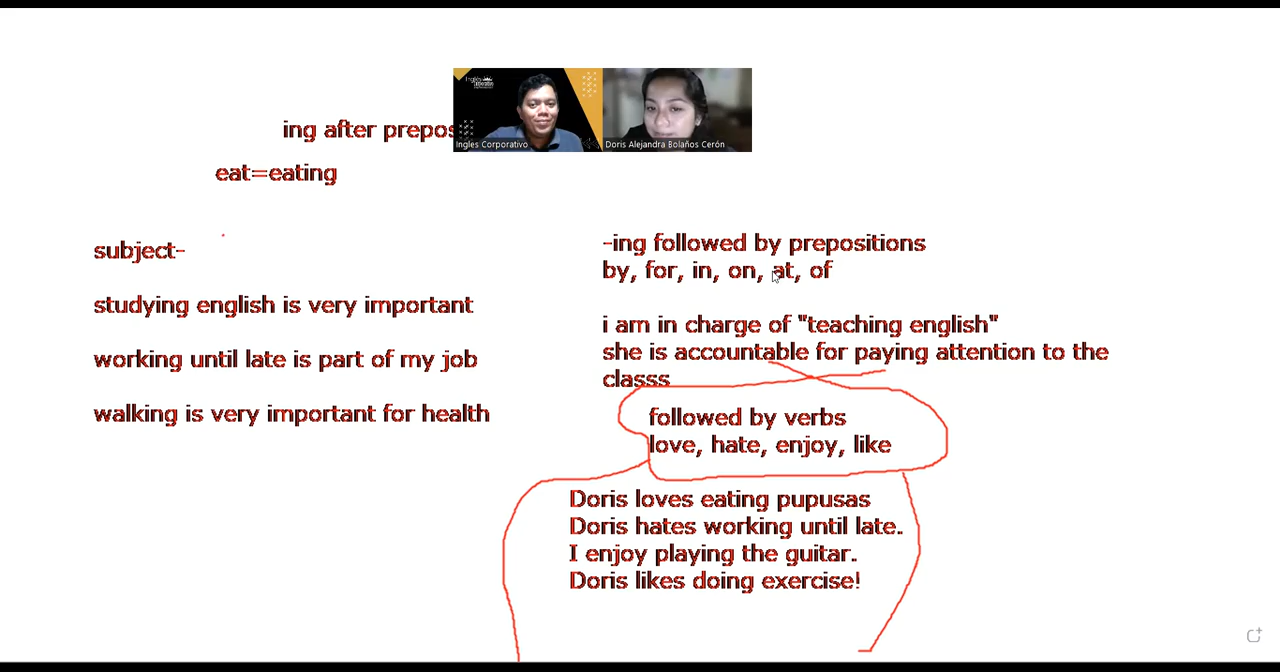 ing after prepos
Ingles Corporativo
Doris Alejandra Bolaños Cerón
eat=eating
subject-
studying english is very important
working until late is part of my job
walking is very important for health
-ing followed by prepositions
by, for, in, on, at, of
i am in charge of "teaching english"
she is accountable for paying attention to the
classs
followed by verbs
love, hate, enjoy, like
Doris loves eating pupusas
Doris hates working until late.
I enjoy playing the guitar.
Doris likes doing exercise!